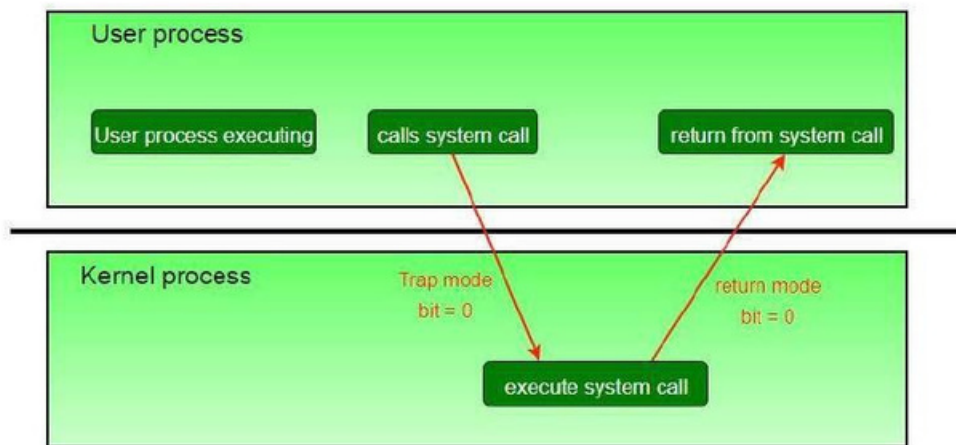 User process
User process executing
calls system call
return from system call
Kernel process
Trap mode
bit = 0
return mode
bit = 0
execute system call